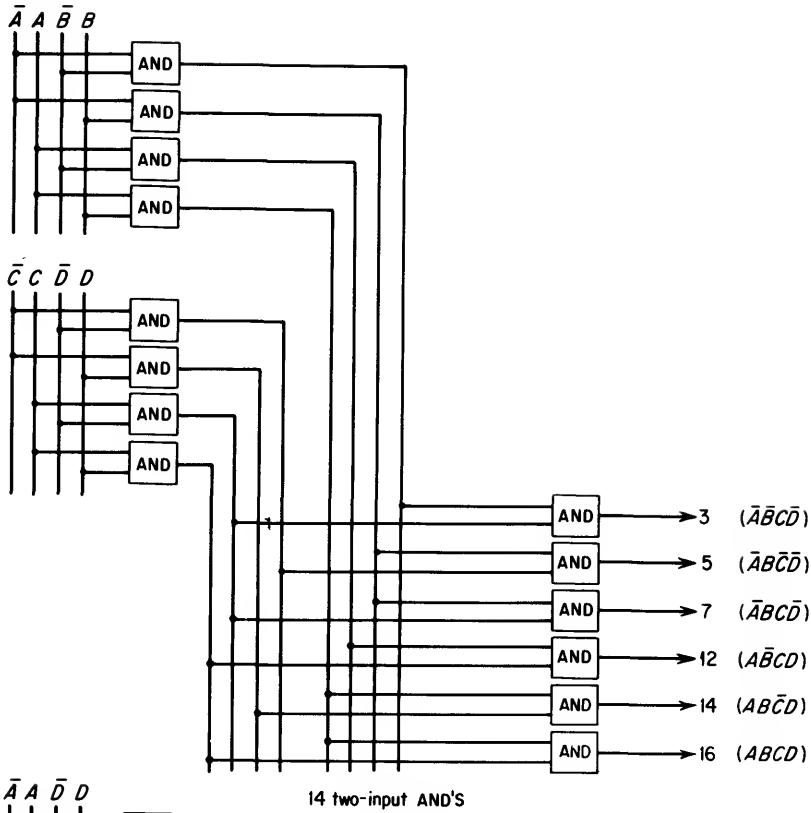 Ā A B̄ B
AND
AND
AND
AND
C̄ C D̄ D
AND
AND
AND
AND
AND 3 (ĀB̄CD̄)
AND 5 (ĀBC̄D̄)
AND 7 (ĀBCD̄)
AND 12 (AB̄CD)
AND 14 (ABC̄D)
AND 16 (ABCD)
14 two-input AND'S
Ā A D̄ D